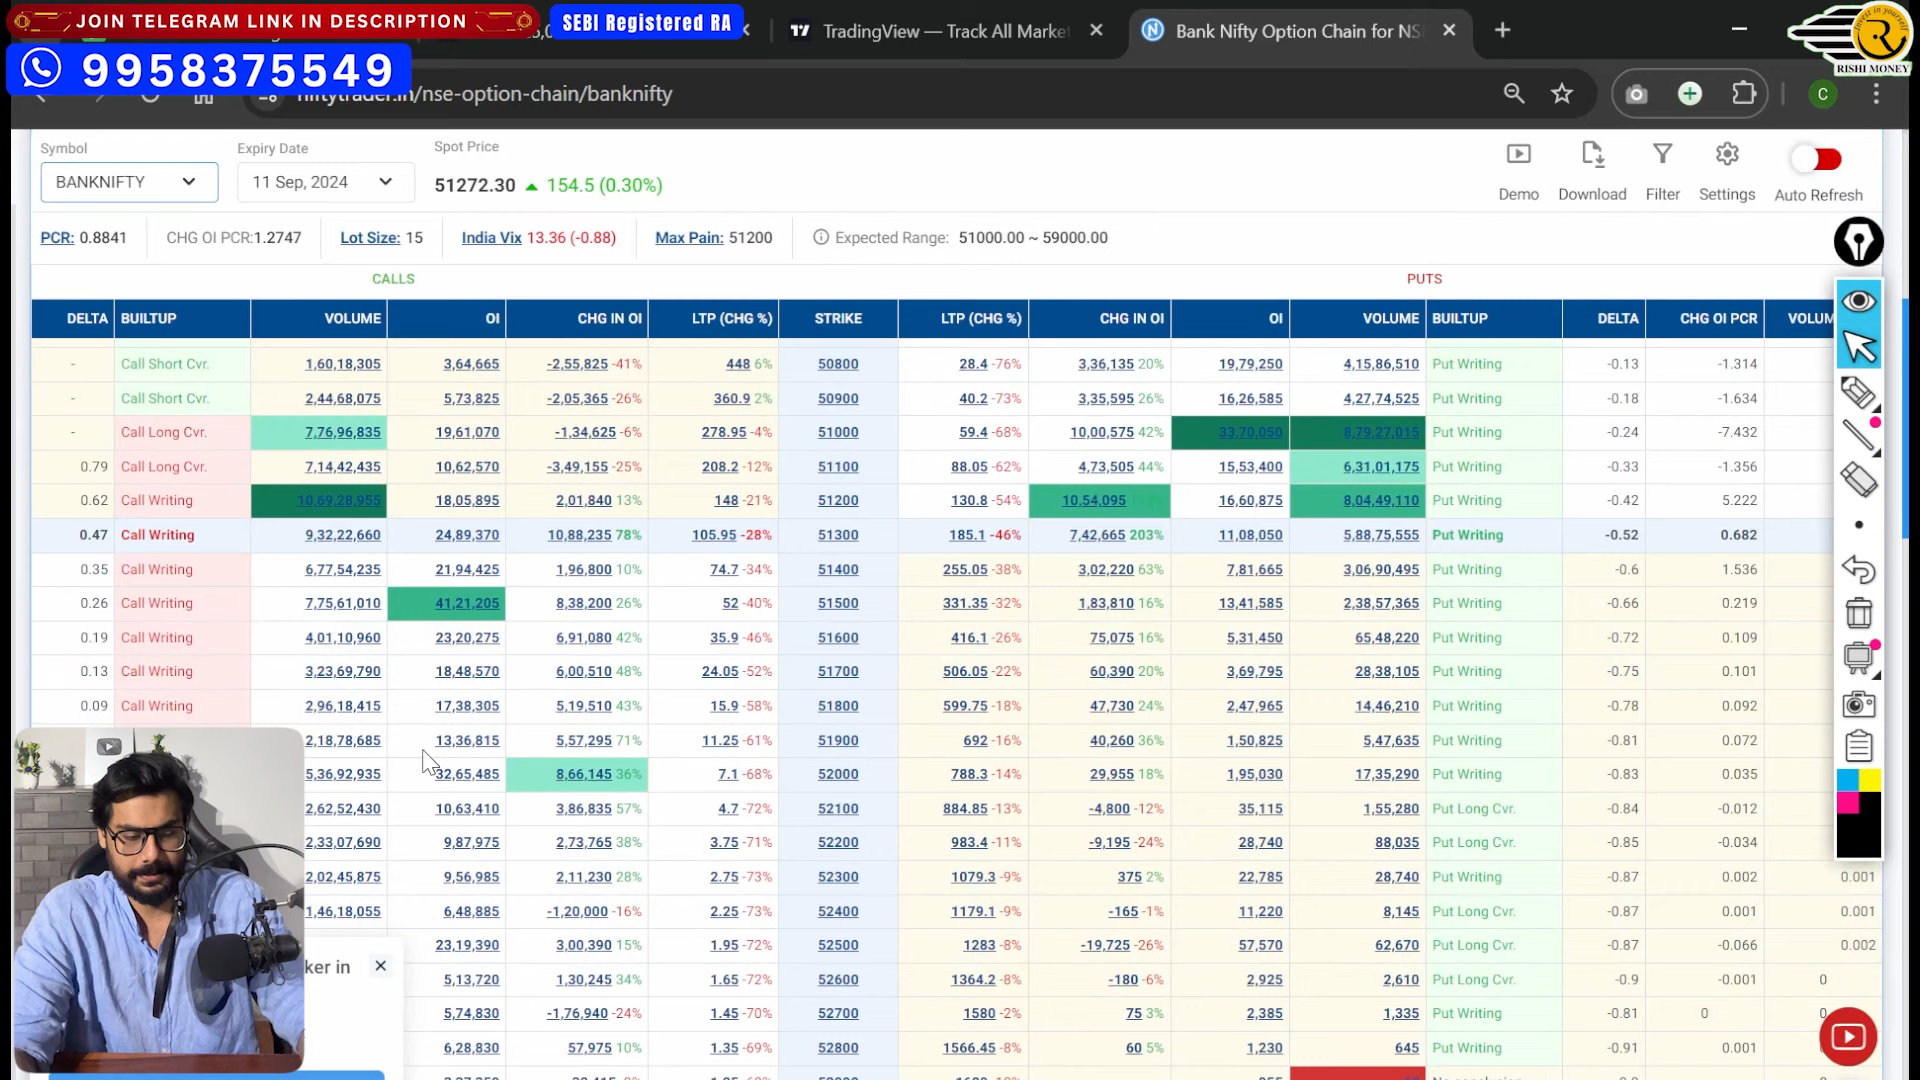 JOIN TELEGRAM LINK IN DESCRIPTION
SEBI Registered RA
9958375549
TradingView — Track All Marke
Bank Nifty Option Chain for NS
RISHI MONEY
niftytrader.in/nse-option-chain/banknifty
C
Symbol Expiry Date Spot Price
BANKNIFTY 11 Sep, 2024 51272.30 154.5 (0.30%)
Demo Download Filter Settings Auto Refresh
PCR: 0.8841 CHG OI PCR:1.2747 Lot Size: 15 India Vix 13.36 (-0.88) Max Pain: 51200 Expected Range: 51000.00 ~ 59000.00
CALLS PUTS
DELTA BUILTUP VOLUME OI CHG IN OI LTP (CHG %) STRIKE LTP (CHG %) CHG IN OI OI VOLUME BUILTUP DELTA CHG OI PCR VOLUM
- Call Short Cvr. 1,60,18,305 3,64,665 -2,55,825 -41% 448 6% 50800 28.4 -76% 3,36,135 20% 19,79,250 4,15,86,510 Put Writing -0.13 -1.314
- Call Short Cvr. 2,44,68,075 5,73,825 -2,05,365 -26% 360.9 2% 50900 40.2 -73% 3,35,595 26% 16,26,585 4,27,74,525 Put Writing -0.18 -1.634
- Call Long Cvr. 7,76,96,835 19,61,070 -1,34,625 -6% 278.95 -4% 51000 59.4 -68% 10,00,575 42% 33,70,050 8,79,27,015 Put Writing -0.24 -7.432
0.79 Call Long Cvr. 7,14,42,435 10,62,570 -3,49,155 -25% 208.2 -12% 51100 88.05 -62% 4,73,505 44% 15,53,400 6,31,01,175 Put Writing -0.33 -1.356
0.62 Call Writing 10,69,28,955 18,05,895 2,01,840 13% 148 -21% 51200 130.8 -54% 10,54,095 16,60,875 8,04,49,110 Put Writing -0.42 5.222
0.47 Call Writing 9,32,22,660 24,89,370 10,88,235 78% 105.95 -28% 51300 185.1 -46% 7,42,665 203% 11,08,050 5,88,75,555 Put Writing -0.52 0.682
0.35 Call Writing 6,77,54,235 21,94,425 1,96,800 10% 74.7 -34% 51400 255.05 -38% 3,02,220 63% 7,81,665 3,06,90,495 Put Writing -0.6 1.536
0.26 Call Writing 7,75,61,010 41,21,205 8,38,200 26% 52 -40% 51500 331.35 -32% 1,83,810 16% 13,41,585 2,38,57,365 Put Writing -0.66 0.219
0.19 Call Writing 4,01,10,960 23,20,275 6,91,080 42% 35.9 -46% 51600 416.1 -26% 75,075 16% 5,31,450 65,48,220 Put Writing -0.72 0.109
0.13 Call Writing 3,23,69,790 18,48,570 6,00,510 48% 24.05 -52% 51700 506.05 -22% 60,390 20% 3,69,795 28,38,105 Put Writing -0.75 0.101
0.09 Call Writing 2,96,18,415 17,38,305 5,19,510 43% 15.9 -58% 51800 599.75 -18% 47,730 24% 2,47,965 14,46,210 Put Writing -0.78 0.092
2,18,78,685 13,36,815 5,57,295 71% 11.25 -61% 51900 692 -16% 40,260 36% 1,50,825 5,47,635 Put Writing -0.81 0.072
5,36,92,935 32,65,485 8,66,145 36% 7.1 -68% 52000 788.3 -14% 29,955 18% 1,95,030 17,35,290 Put Writing -0.83 0.035
2,62,52,430 10,63,410 3,86,835 57% 4.7 -72% 52100 884.85 -13% -4,800 -12% 35,115 1,55,280 Put Long Cvr. -0.84 -0.012
2,33,07,690 9,87,975 2,73,765 38% 3.75 -71% 52200 983.4 -11% -9,195 -24% 28,740 88,035 Put Long Cvr. -0.85 -0.034
2,02,45,875 9,56,985 2,11,230 28% 2.75 -73% 52300 1079.3 -9% 375 2% 22,785 28,740 Put Writing -0.87 0.002 0.001
1,46,18,055 6,48,885 -1,20,000 -16% 2.25 -73% 52400 1179.1 -9% -165 -1% 11,220 8,145 Put Long Cvr. -0.87 0.001 0.001
23,19,390 3,00,390 15% 1.95 -72% 52500 1283 -8% -19,725 -26% 57,570 62,670 Put Long Cvr. -0.87 -0.066 0.002
ker in
5,13,720 1,30,245 34% 1.65 -72% 52600 1364.2 -8% -180 -6% 2,925 2,610 Put Long Cvr. -0.9 -0.001 0
5,74,830 -1,76,940 -24% 1.45 -70% 52700 1580 -2% 75 3% 2,385 1,335 Put Writing -0.81 0 0
6,28,830 57,975 10% 1.35 -69% 52800 1566.45 -8% 60 5% 1,230 645 Put Writing -0.91 0.001